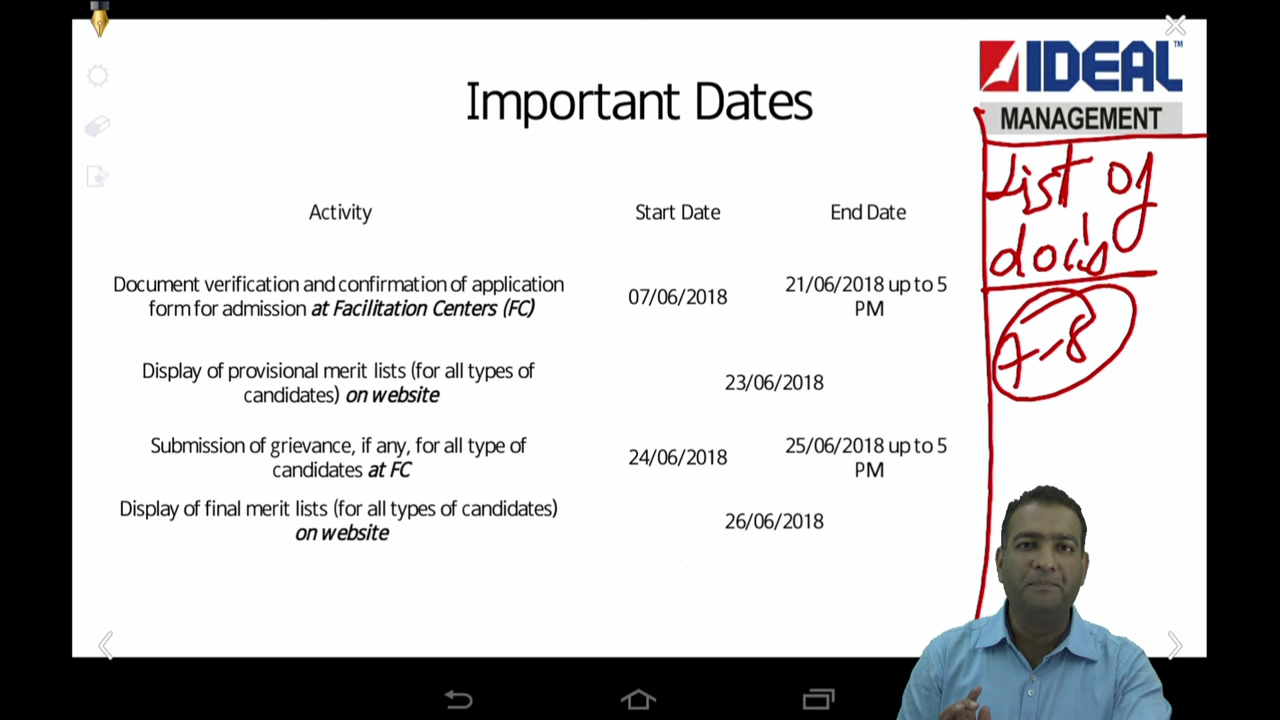 Important Dates
IDEAL™
MANAGEMENT
Activity Start Date End Date
Document verification and confirmation of application
form for admission at Facilitation Centers (FC)
07/06/2018
21/06/2018 up to 5
PM
Display of provisional merit lists (for all types of
candidates) on website
23/06/2018
Submission of grievance, if any, for all type of
candidates at FC
24/06/2018
25/06/2018 up to 5
PM
Display of final merit lists (for all types of candidates)
on website
26/06/2018
List of
doc's
7-8